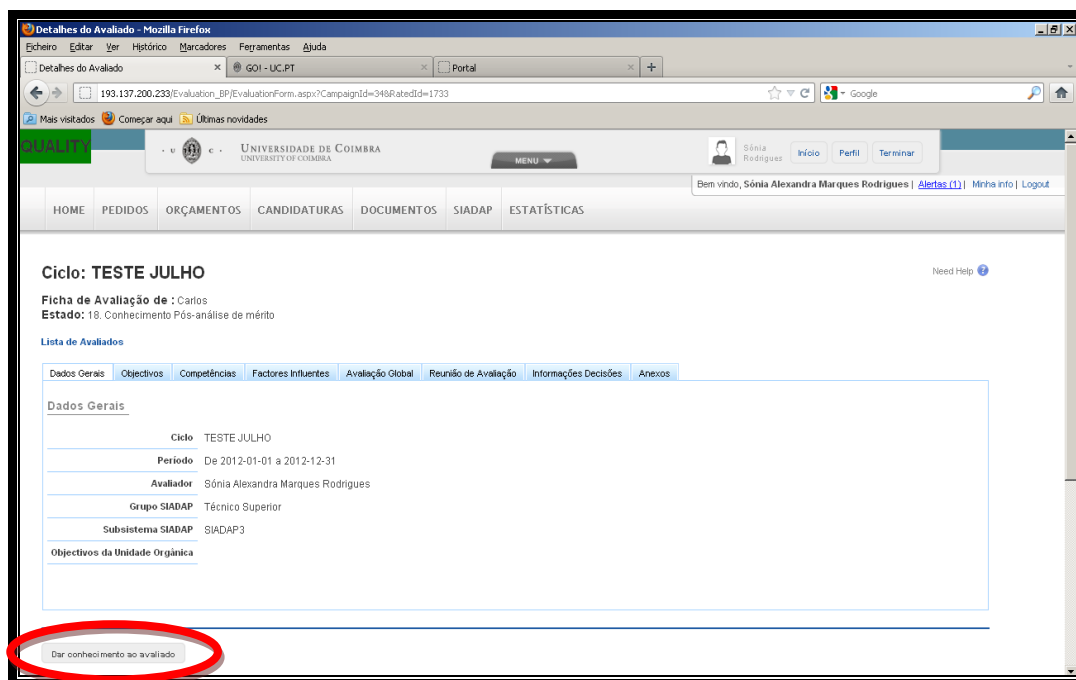 Detalhes do Avaliado - Mozilla Firefox
Ficheiro Editar Ver Histórico Marcadores Ferramentas Ajuda
Detalhes do Avaliado × GO! - UC.PT × Portal × +
193.137.200.233/Evaluation_BP/EvaluationForm.aspx?CampaignId=34&RatedId=1733
Google
Mais visitados Começar aqui Últimas novidades
QUALITY
· U C · UNIVERSIDADE DE COIMBRA
UNIVERSITY OF COIMBRA
MENU
Sónia
Rodrigues
Início Perfil Terminar
Bem vindo, Sónia Alexandra Marques Rodrigues | Alertas (1) | Minha info | Logout
HOME PEDIDOS ORÇAMENTOS CANDIDATURAS DOCUMENTOS SIADAP ESTATÍSTICAS
Ciclo: TESTE JULHO
Need Help ?
Ficha de Avaliação de : Carlos
Estado: 18. Conhecimento Pós-análise de mérito
Lista de Avaliados
Dados Gerais Objectivos Competências Factores Influentes Avaliação Global Reunião de Avaliação Informações Decisões Anexos
Dados Gerais
Ciclo TESTE JULHO
Período De 2012-01-01 a 2012-12-31
Avaliador Sónia Alexandra Marques Rodrigues
Grupo SIADAP Técnico Superior
Subsistema SIADAP SIADAP3
Objectivos da Unidade Orgânica
Dar conhecimento ao avaliado